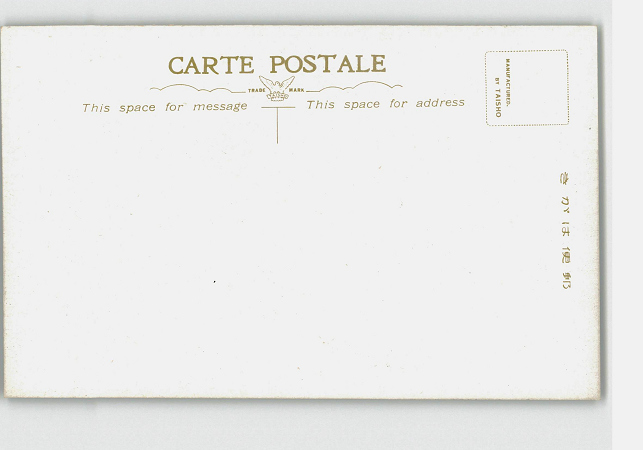 CARTE POSTALE
TRADE MARK
This space for message
This space for address
MANUFACTURED.
BY TAISHO
きがは便郵